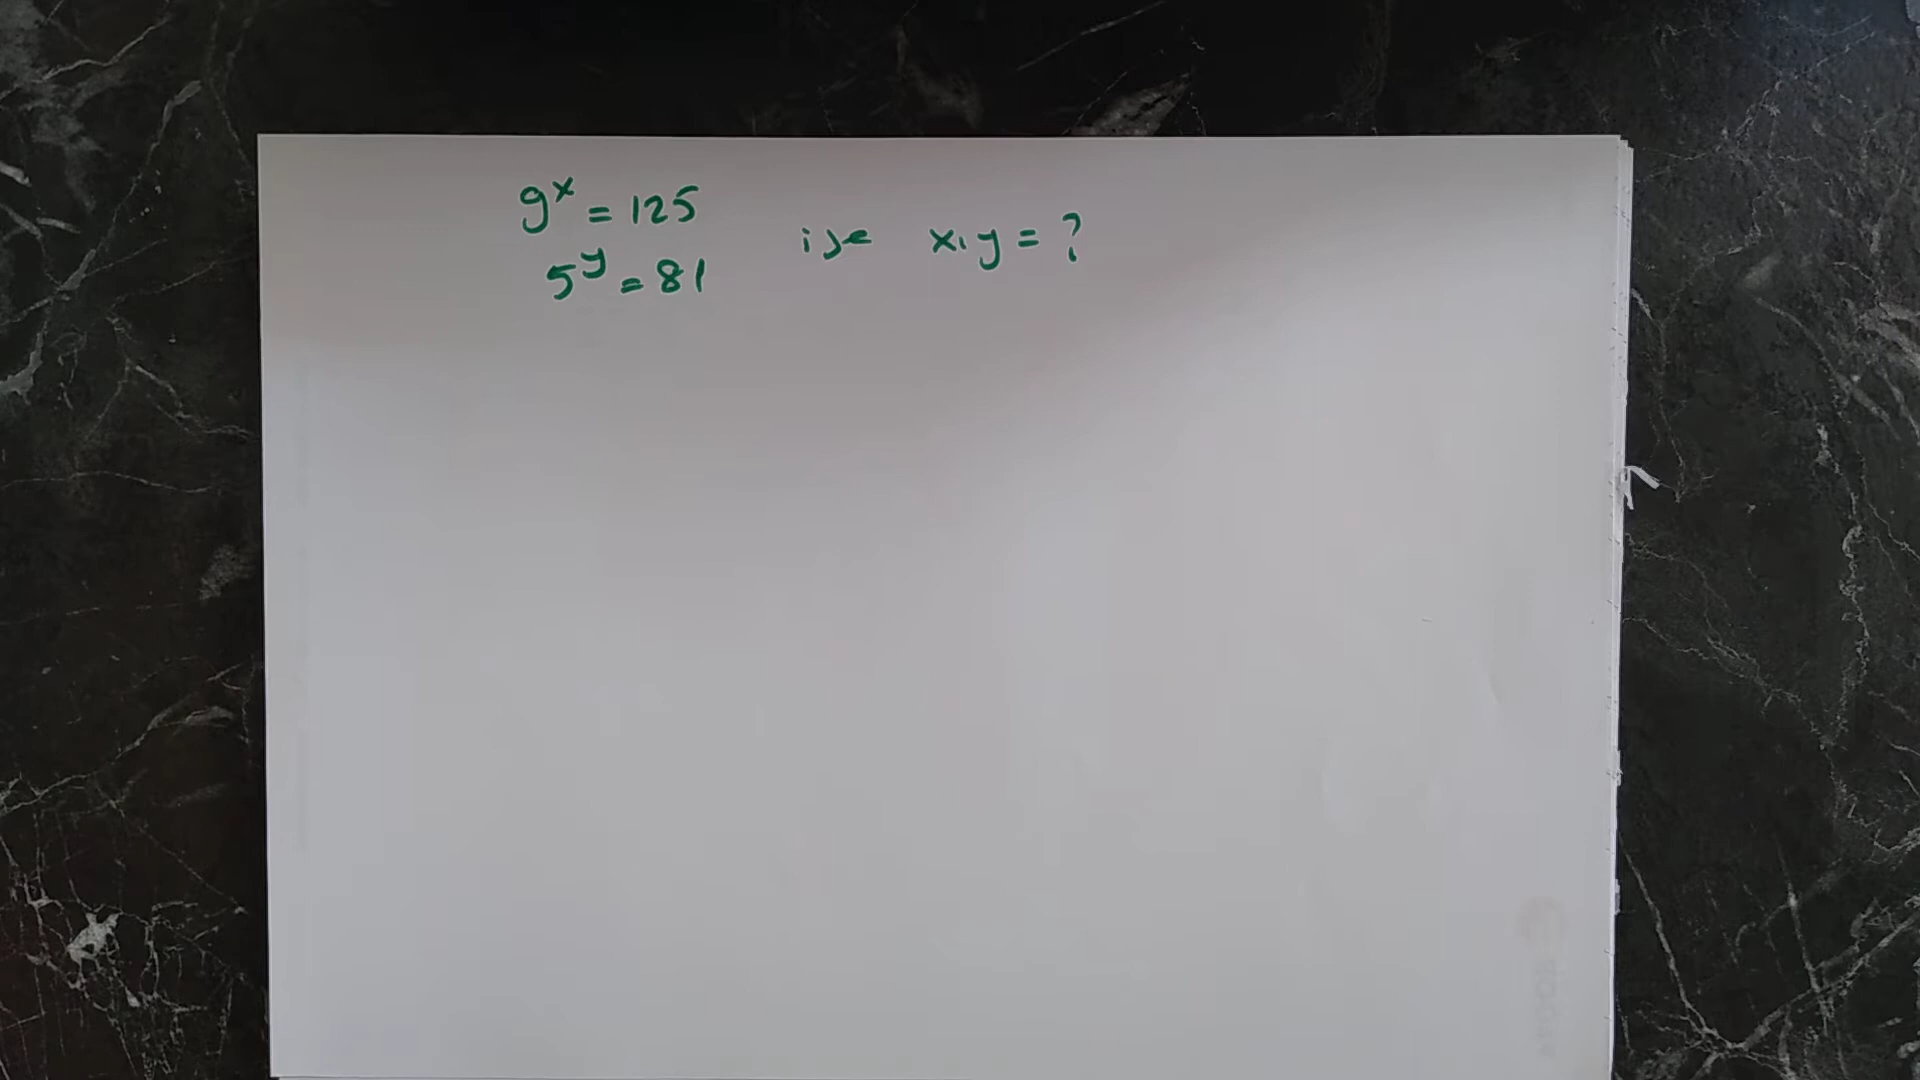 9^x = 125
ise x.y = ?
5^y = 81